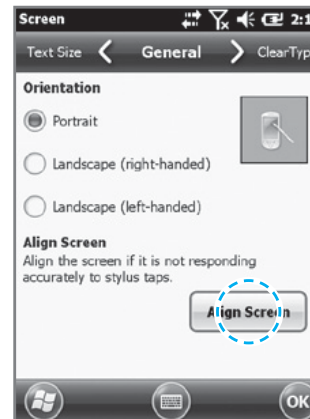 Screen 2:1
Text Size General ClearTyp
Orientation
Portrait
Landscape (right-handed)
Landscape (left-handed)
Align Screen
Align the screen if it is not responding
accurately to stylus taps.
Align Screen
OK